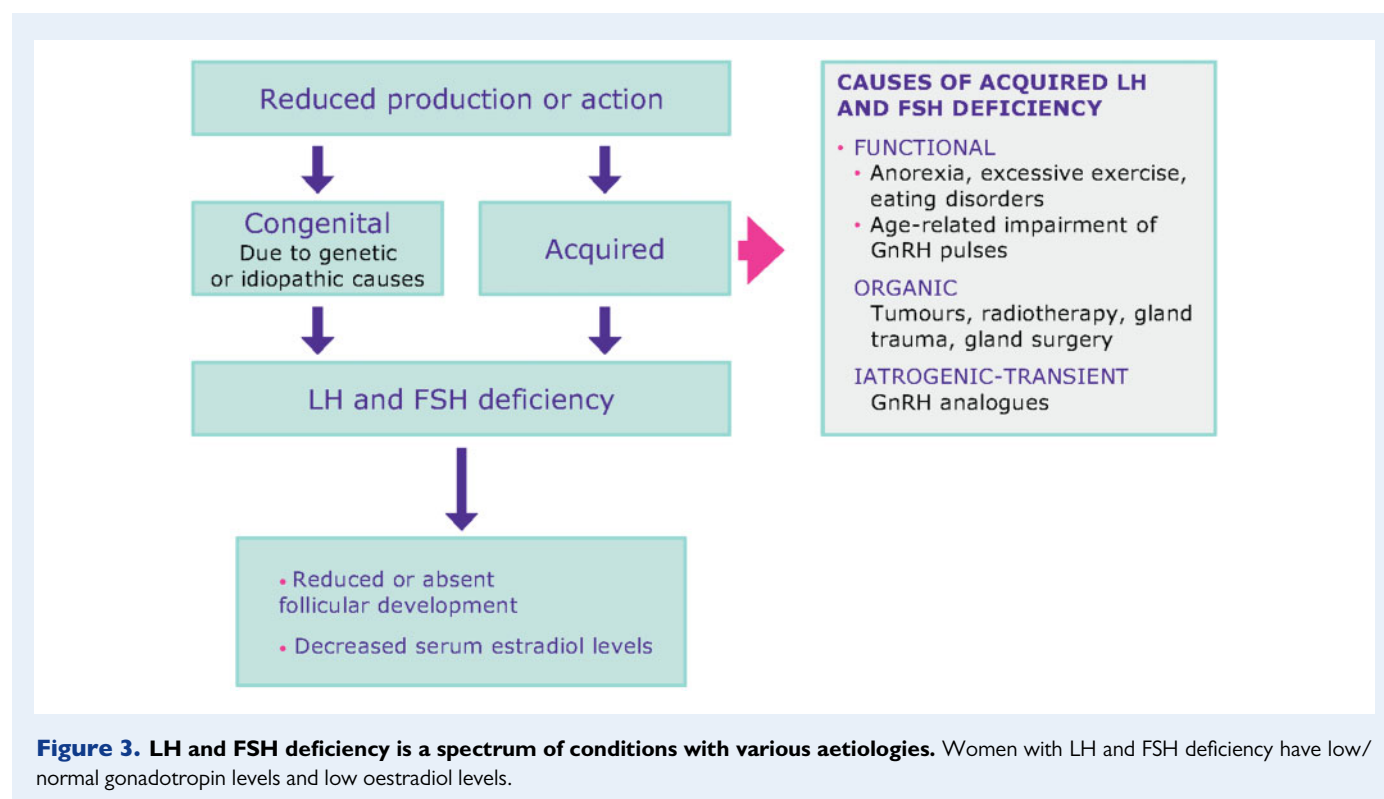 Reduced production or action
Congenital
Due to genetic
or idiopathic causes
Acquired
LH and FSH deficiency
• Reduced or absent
follicular development
• Decreased serum estradiol levels
CAUSES OF ACQUIRED LH
AND FSH DEFICIENCY
• FUNCTIONAL
• Anorexia, excessive exercise,
eating disorders
• Age-related impairment of
GnRH pulses
ORGANIC
Tumours, radiotherapy, gland
trauma, gland surgery
IATROGENIC-TRANSIENT
GnRH analogues
Figure 3. LH and FSH deficiency is a spectrum of conditions with various aetiologies. Women with LH and FSH deficiency have low/
normal gonadotropin levels and low oestradiol levels.